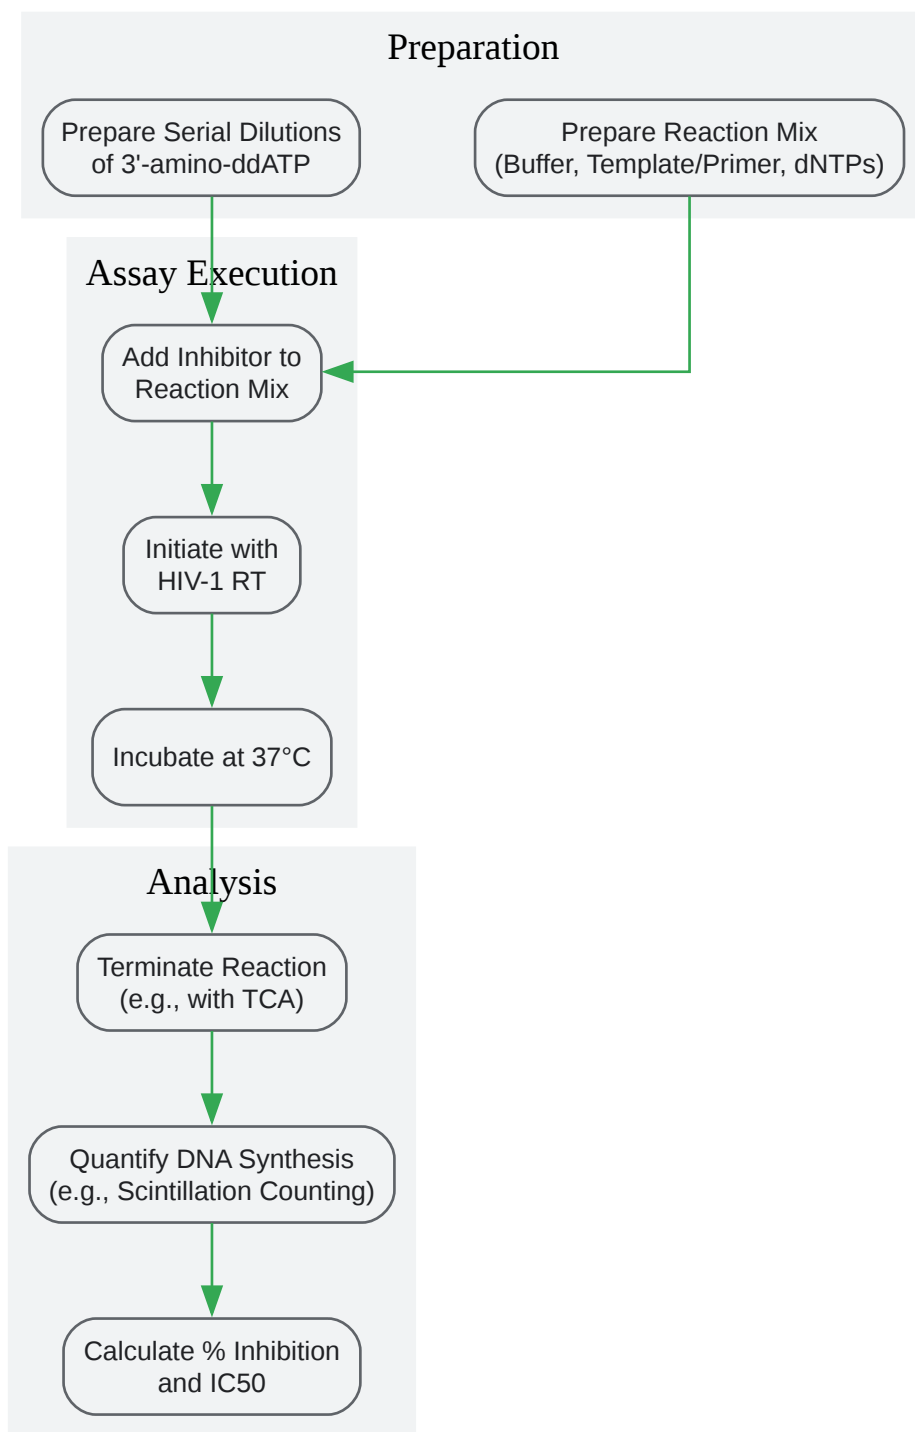 Preparation
Prepare Serial Dilutions
of 3'-amino-ddATP
Prepare Reaction Mix
(Buffer, Template/Primer, dNTPs)
Assay Execution
Add Inhibitor to
Reaction Mix
Initiate with
HIV-1 RT
Incubate at 37°C
Analysis
Terminate Reaction
(e.g., with TCA)
Quantify DNA Synthesis
(e.g., Scintillation Counting)
Calculate % Inhibition
and IC50